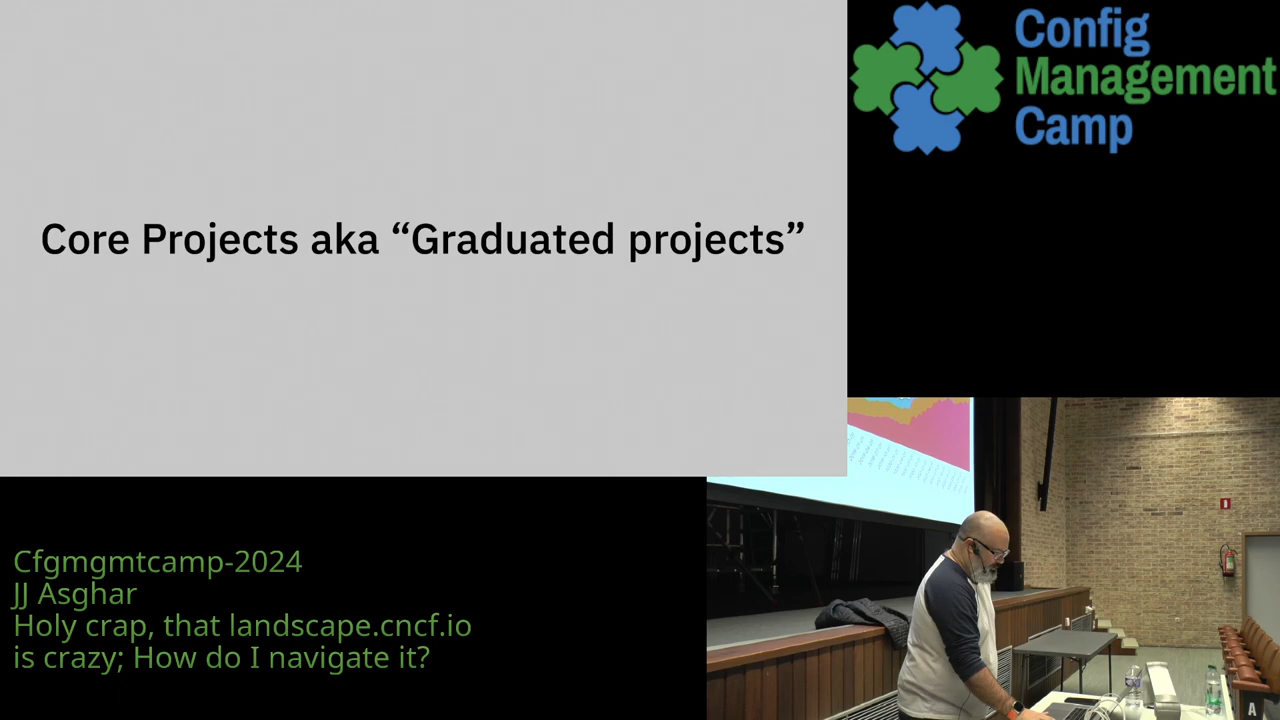 Core Projects aka “Graduated projects”
Config
Management
Camp
Cfgmgmtcamp-2024
JJ Asghar
Holy crap, that landscape.cncf.io
is crazy; How do I navigate it?
A